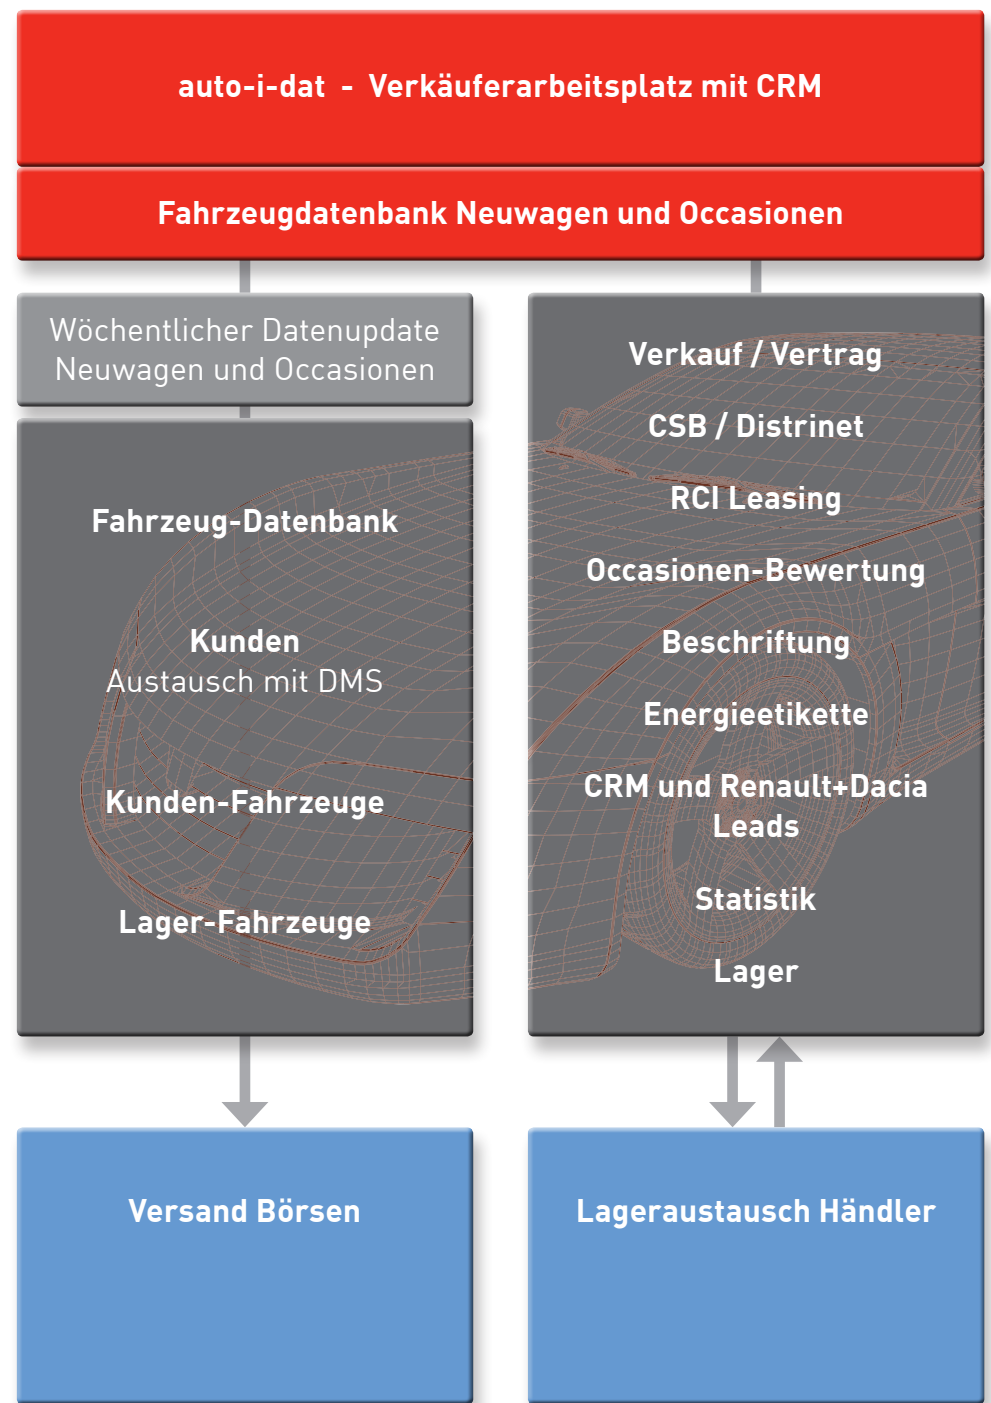 auto-i-dat - Verkäuferarbeitsplatz mit CRM
Fahrzeugdatenbank Neuwagen und Occasionen
Wöchentlicher Datenupdate
Neuwagen und Occasionen
Fahrzeug-Datenbank
Kunden
Austausch mit DMS
Kunden-Fahrzeuge
Lager-Fahrzeuge
Verkauf / Vertrag
CSB / Distrinet
RCI Leasing
Occasionen-Bewertung
Beschriftung
Energieetikette
CRM und Renault+Dacia
Leads
Statistik
Lager
Versand Börsen
Lageraustausch Händler